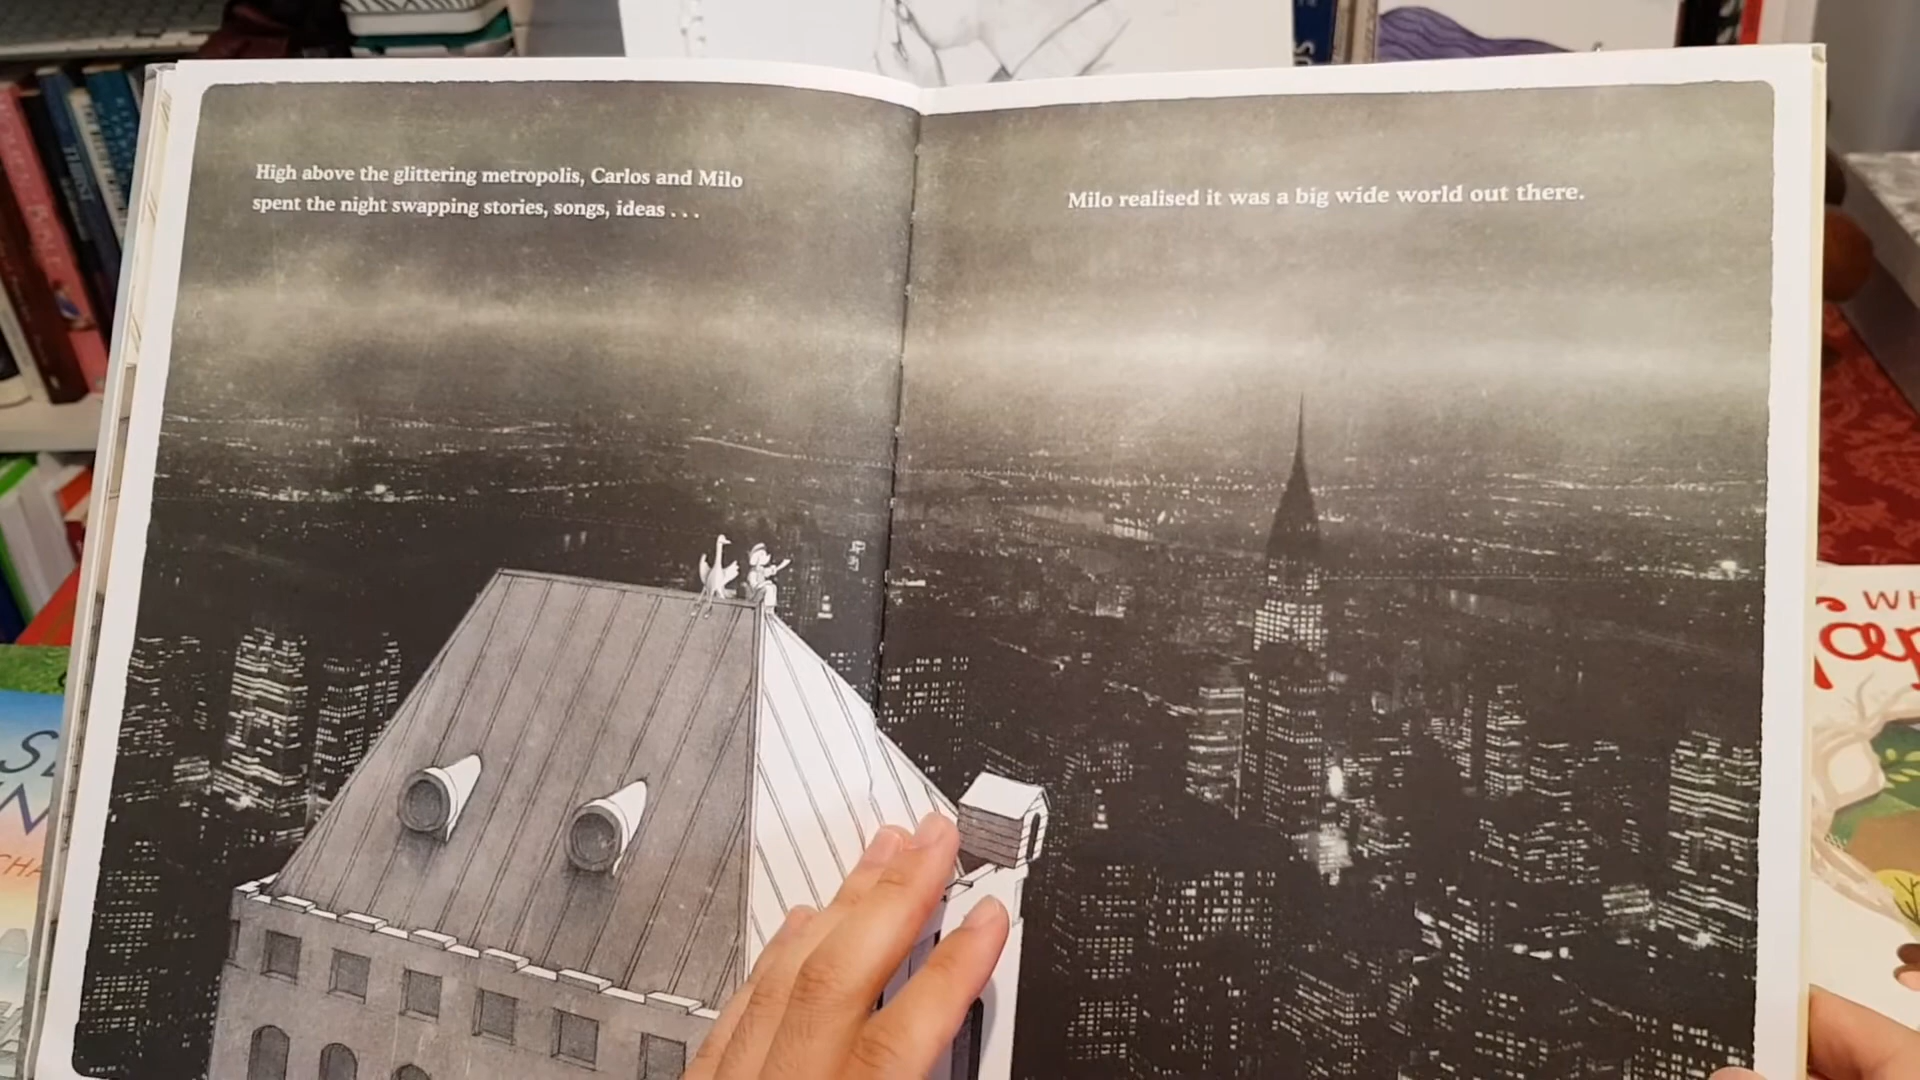 High above the glittering metropolis, Carlos and Milo
spent the night swapping stories, songs, ideas . . .
Milo realised it was a big wide world out there.